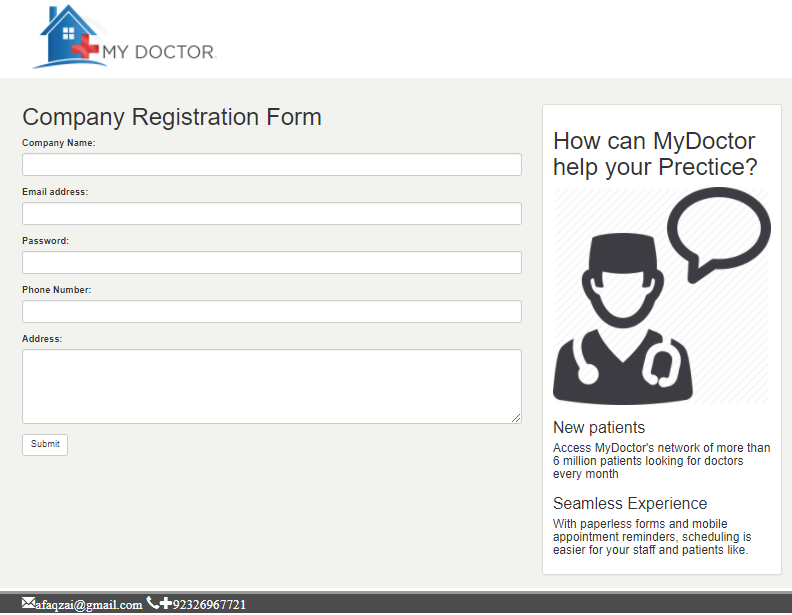 MY DOCTOR
Company Registration Form
Company Name:
Email address:
Password:
Phone Number:
Address:
Submit
How can MyDoctor
help your Prectice?
New patients
Access MyDoctor's network of more than
6 million patients looking for doctors
every month
Seamless Experience
With paperless forms and mobile
appointment reminders, scheduling is
easier for your staff and patients like.
afaqzai@gmail.com +92326967721